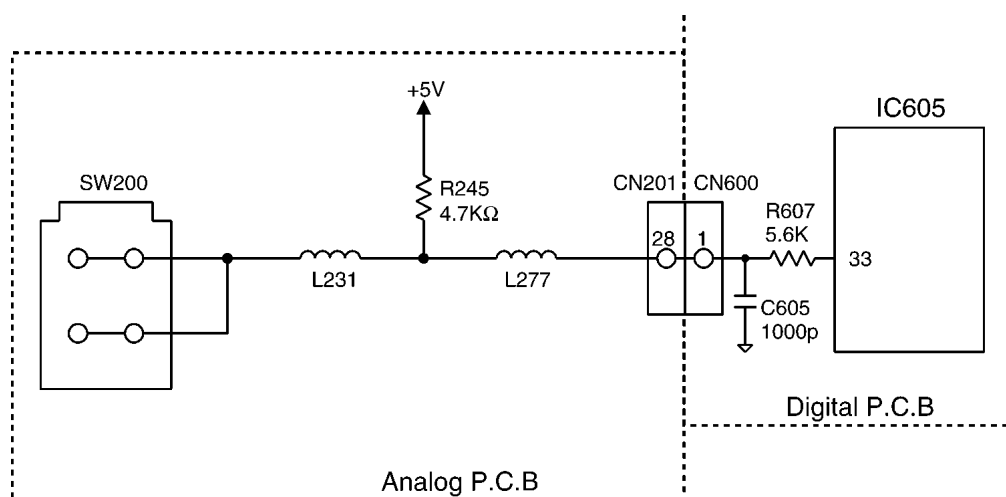 +5V
IC605
SW200
R245
4.7KΩ
CN201
CN600
R607
5.6K
28
1
33
L231
L277
C605
1000p
Digital P.C.B
Analog P.C.B